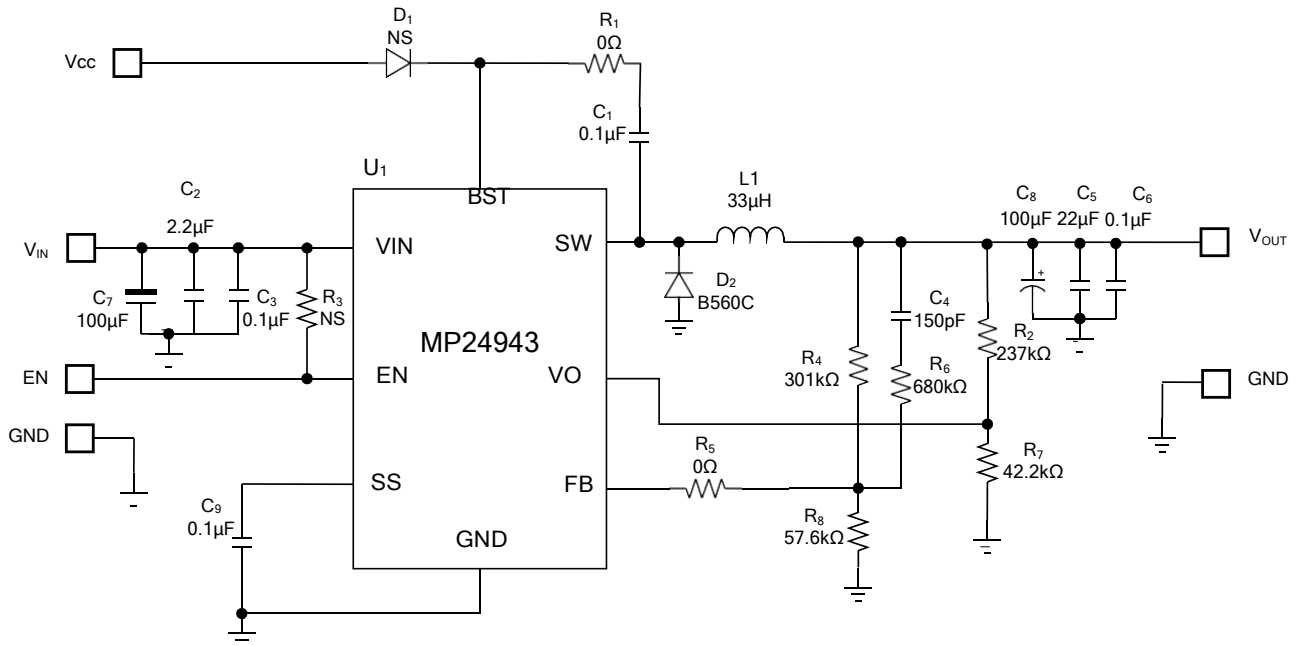 D₁
NS
R₁
0Ω
Vcc
C₁
0.1µF
U₁
BST
C₂
2.2µF
VIN
VIN
C₇
100µF
C₃
0.1µF
R₃
NS
SW
L1
33µH
D₂
B560C
C₈
100µF
+
C₅
22µF
C₆
0.1µF
VOUT
MP24943
C₄
150pF
R₂
237kΩ
R₄
301kΩ
R₆
680kΩ
EN
EN
VO
GND
GND
R₅
0Ω
R₇
42.2kΩ
SS
FB
C₉
0.1µF
R₈
57.6kΩ
GND